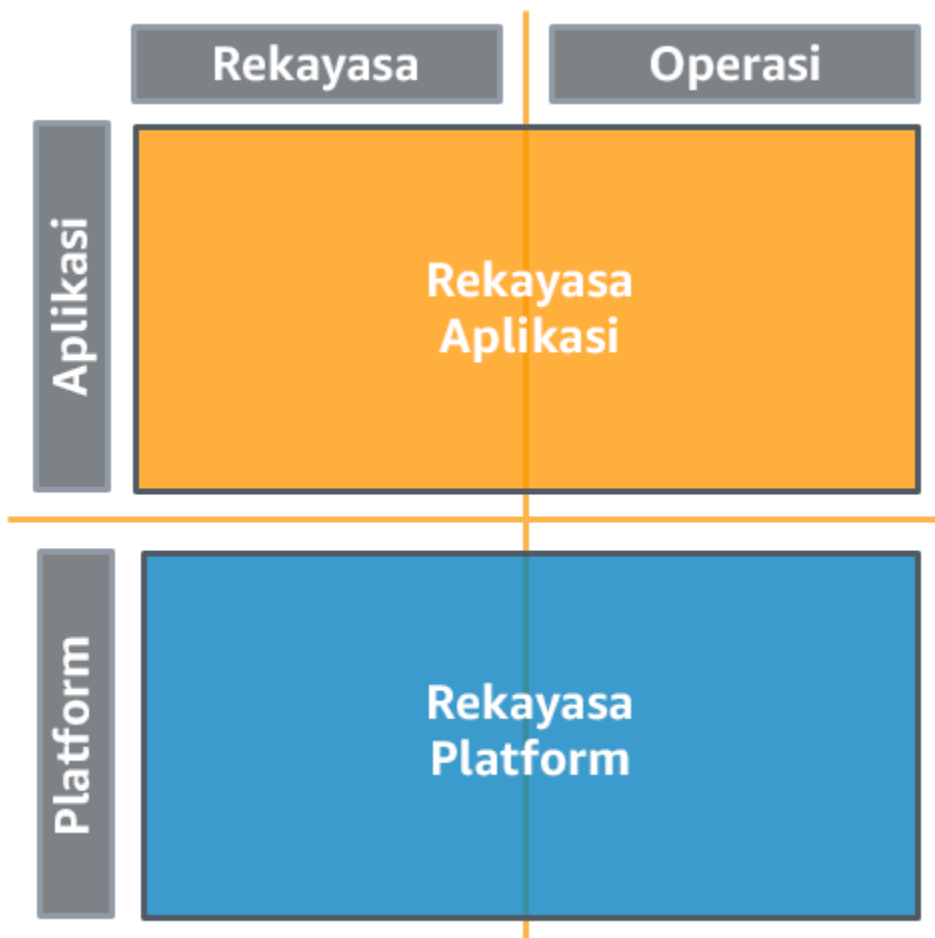 Rekayasa
Operasi
Aplikasi
Rekayasa
Aplikasi
Platform
Rekayasa
Platform